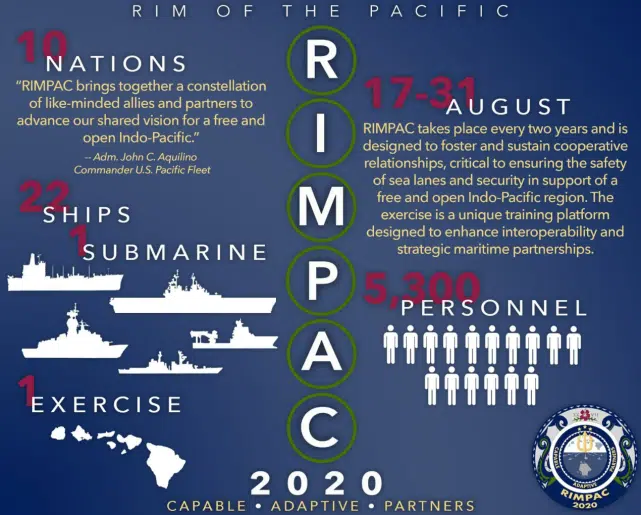 RIM OF THE PACIFIC
10
NATIONS
“RIMPAC brings together a constellation
of like-minded allies and partners to
advance our shared vision for a free and
open Indo-Pacific.”
-- Adm. John C. Aquilino
Commander U.S. Pacific Fleet
22
SHIPS
1
SUBMARINE
1
EXERCISE
R
I
M
P
A
C
2020
CAPABLE • ADAPTIVE • PARTNERS
17-31
AUGUST
RIMPAC takes place every two years and is
designed to foster and sustain cooperative
relationships, critical to ensuring the safety
of sea lanes and security in support of a
free and open Indo-Pacific region. The
exercise is a unique training platform
designed to enhance interoperability and
strategic maritime partnerships.
5,300
PERSONNEL
CAPABLE
ADAPTIVE
PARTNERS
RIMPAC
2020